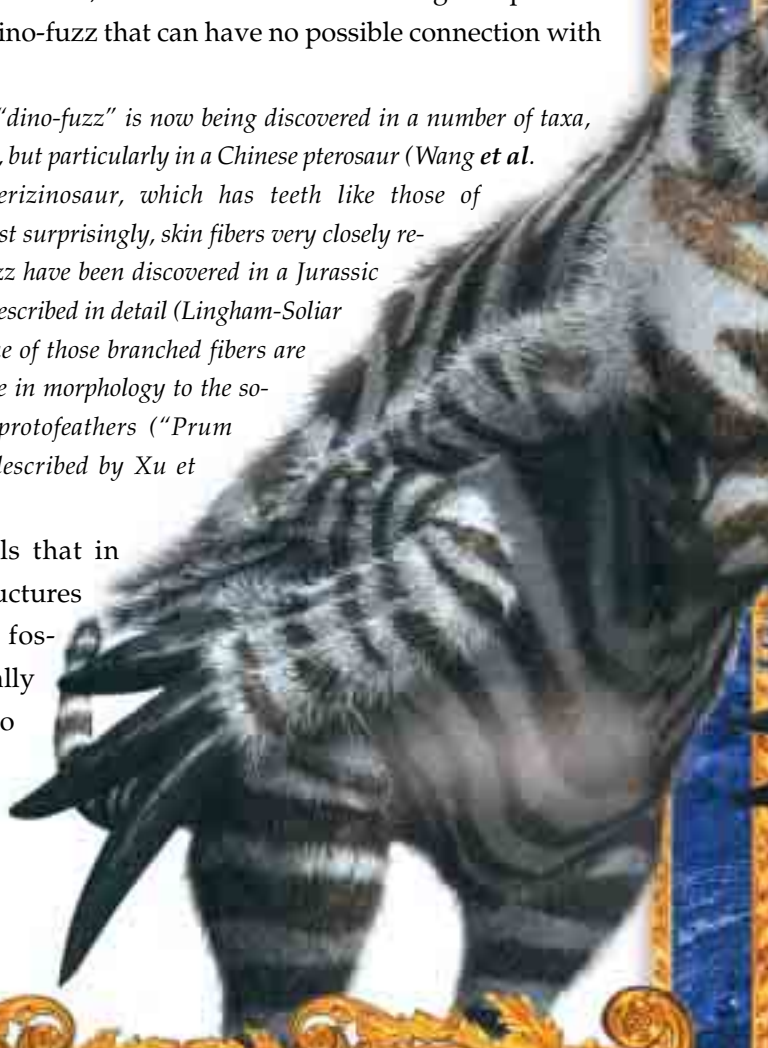 ino-fuzz that can have no possible connection with
“dino-fuzz” is now being discovered in a number of taxa,
, but particularly in a Chinese pterosaur (Wang et al.
erizinosaur, which has teeth like those of
st surprisingly, skin fibers very closely re-
zz have been discovered in a Jurassic
escribed in detail (Lingham-Soliar
e of those branched fibers are
e in morphology to the so-
protofeathers (“Prum
escribed by Xu et
ls that in
uctures
fos-
lly
o